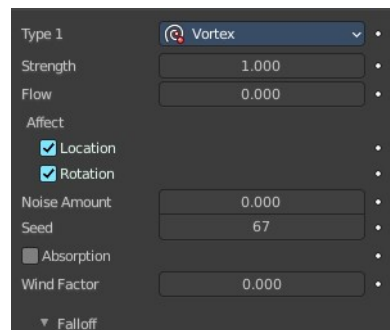 Type 1 Vortex
Strength 1.000
Flow 0.000
Affect
Location
Rotation
Noise Amount 0.000
Seed 67
Absorption
Wind Factor 0.000
Falloff